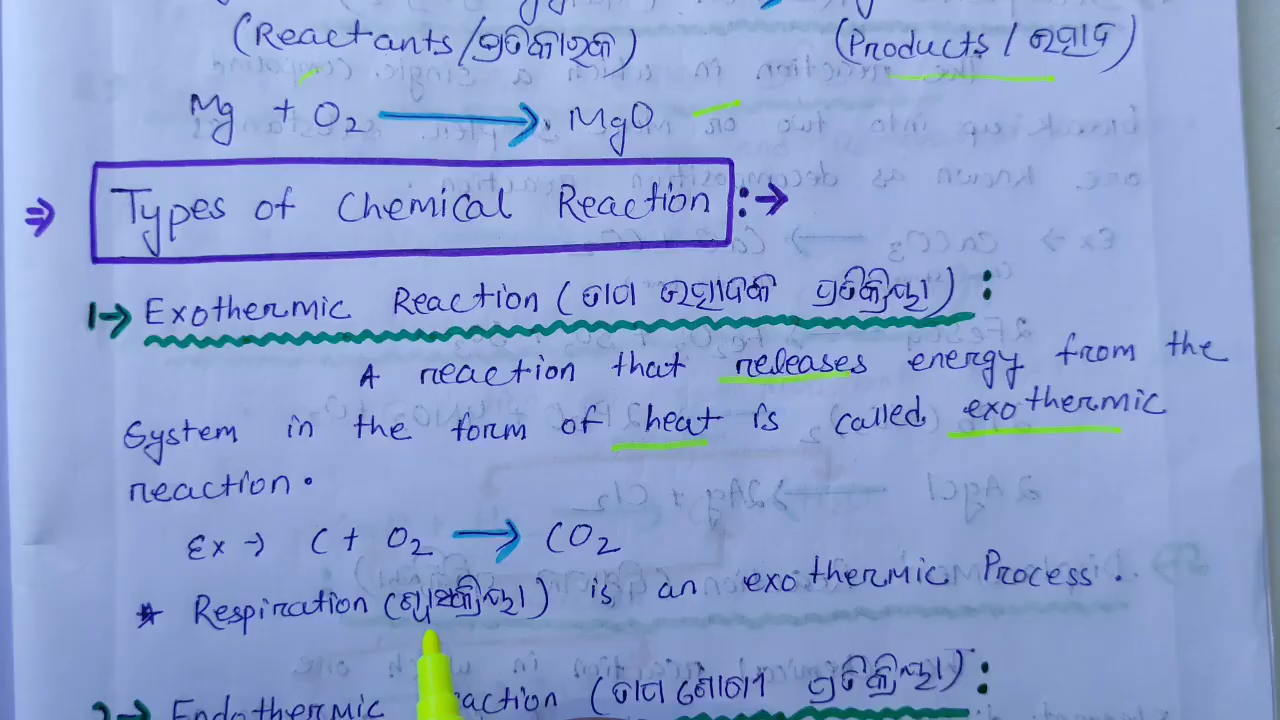 (Reactants/ପ୍ରତିକାରକ) (Products / ଉତ୍ପାଦ)
Mg + O₂ → MgO
⇒ Types of Chemical Reaction :→
1→ Exothermic Reaction (ତାପ ଉତ୍ପାଦକ ପ୍ରତିକ୍ରିୟା) :
A reaction that releases energy from the
System in the form of heat is called exothermic
reaction.
Ex → C + O₂ → CO₂
* Respiration (ଶ୍ୱାସକ୍ରିୟା) is an exothermic Process.
2→ Endothermic (ତାପ ଶୋଷୀ ପ୍ରତିକ୍ରିୟା) :